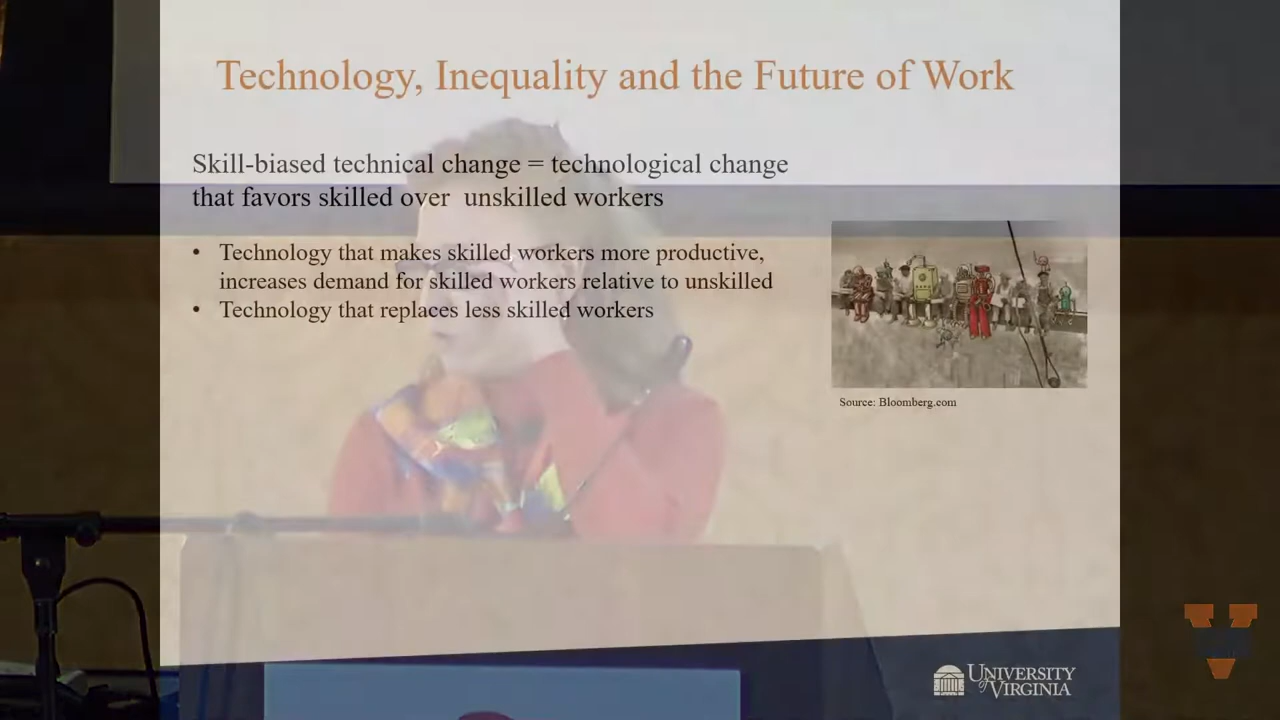 Technology, Inequality and the Future of Work
Skill-biased technical change = technological change
that favors skilled over unskilled workers
• Technology that makes skilled workers more productive,
increases demand for skilled workers relative to unskilled
• Technology that replaces less skilled workers
Source: Bloomberg.com
UNIVERSITY
of VIRGINIA